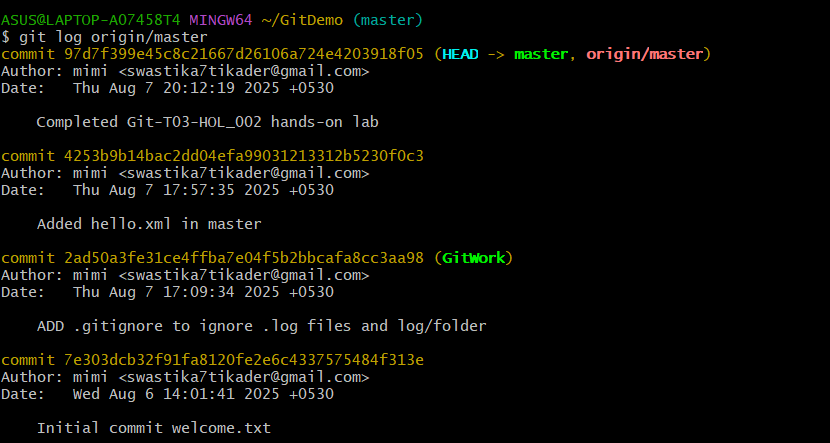 ASUS@LAPTOP-AO7458T4 MINGW64 ~/GitDemo (master)
$ git log origin/master
commit 97d7f399e45c8c21667d26106a724e4203918f05 (HEAD -> master, origin/master)
Author: mimi <swastika7tikader@gmail.com>
Date:   Thu Aug 7 20:12:19 2025 +0530
    Completed Git-T03-HOL_002 hands-on lab
commit 4253b9b14bac2dd04efa99031213312b5230f0c3
Author: mimi <swastika7tikader@gmail.com>
Date:   Thu Aug 7 17:57:35 2025 +0530
    Added hello.xml in master
commit 2ad50a3fe31ce4ffba7e04f5b2bbcafa8cc3aa98 (GitWork)
Author: mimi <swastika7tikader@gmail.com>
Date:   Thu Aug 7 17:09:34 2025 +0530
    ADD .gitignore to ignore .log files and log/folder
commit 7e303dcb32f91fa8120fe2e6c4337575484f313e
Author: mimi <swastika7tikader@gmail.com>
Date:   Wed Aug 6 14:01:41 2025 +0530
    Initial commit welcome.txt